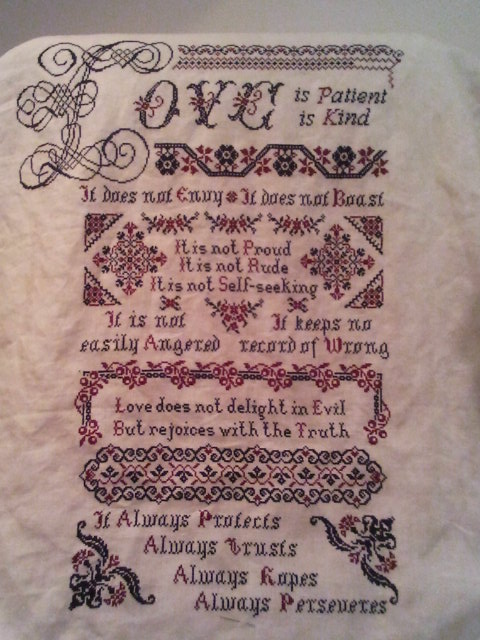 Love is Patient
is Kind
It does not Envy It does not Boast
It is not Proud
It is not Rude
It is not Self-seeking
It is not
easily Angered
It keeps no
record of Wrong
Love does not delight in Evil
But rejoices with the Truth
It Always Protects
Always Trusts
Always Hopes
Always Perseveres